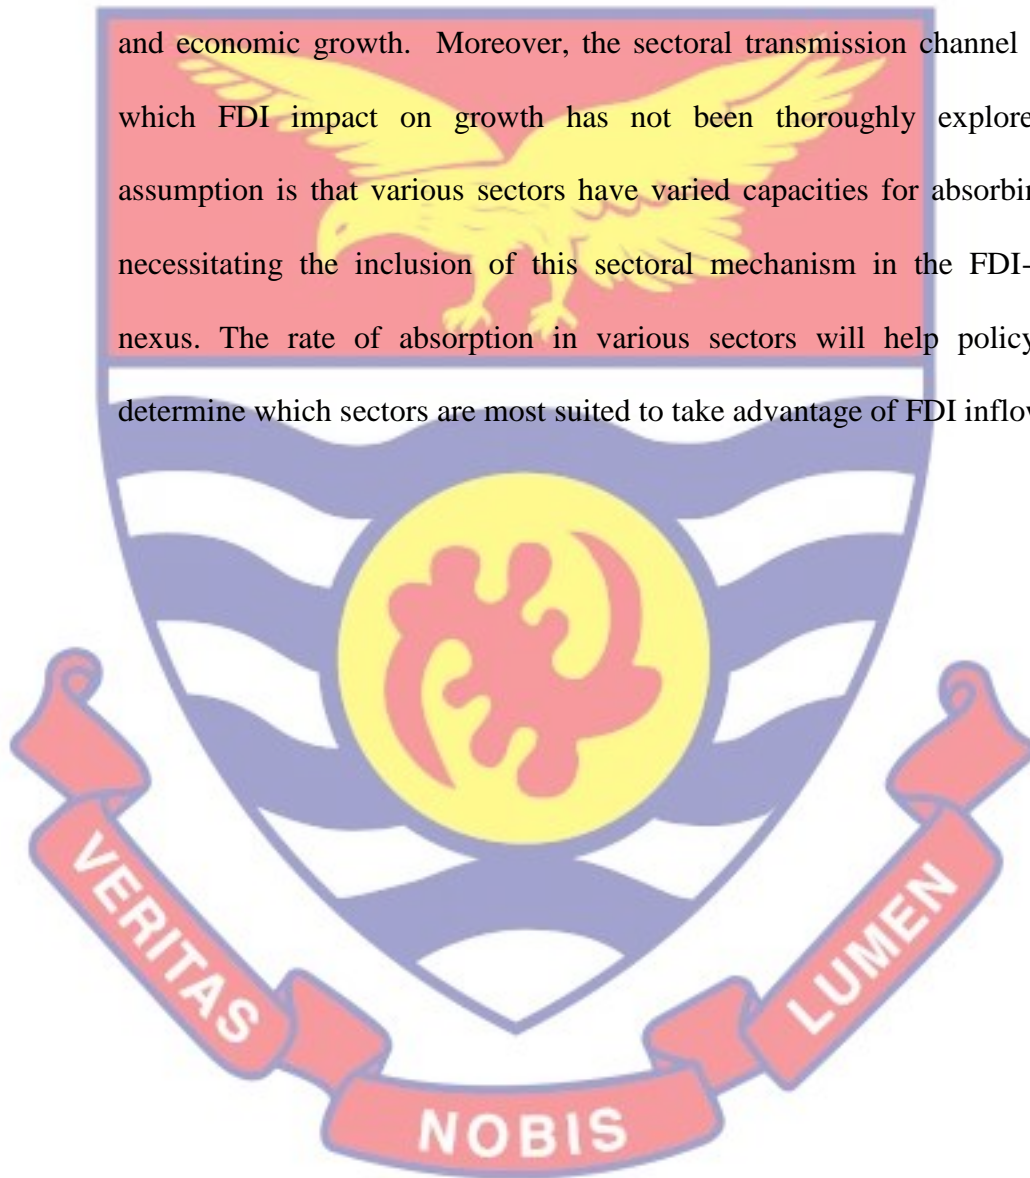 and economic growth. Moreover, the sectoral transmission channel
which FDI impact on growth has not been thoroughly explore
assumption is that various sectors have varied capacities for absorbin
necessitating the inclusion of this sectoral mechanism in the FDI-
nexus. The rate of absorption in various sectors will help policy
determine which sectors are most suited to take advantage of FDI inflow
VERITAS
NOBIS
LUMEN